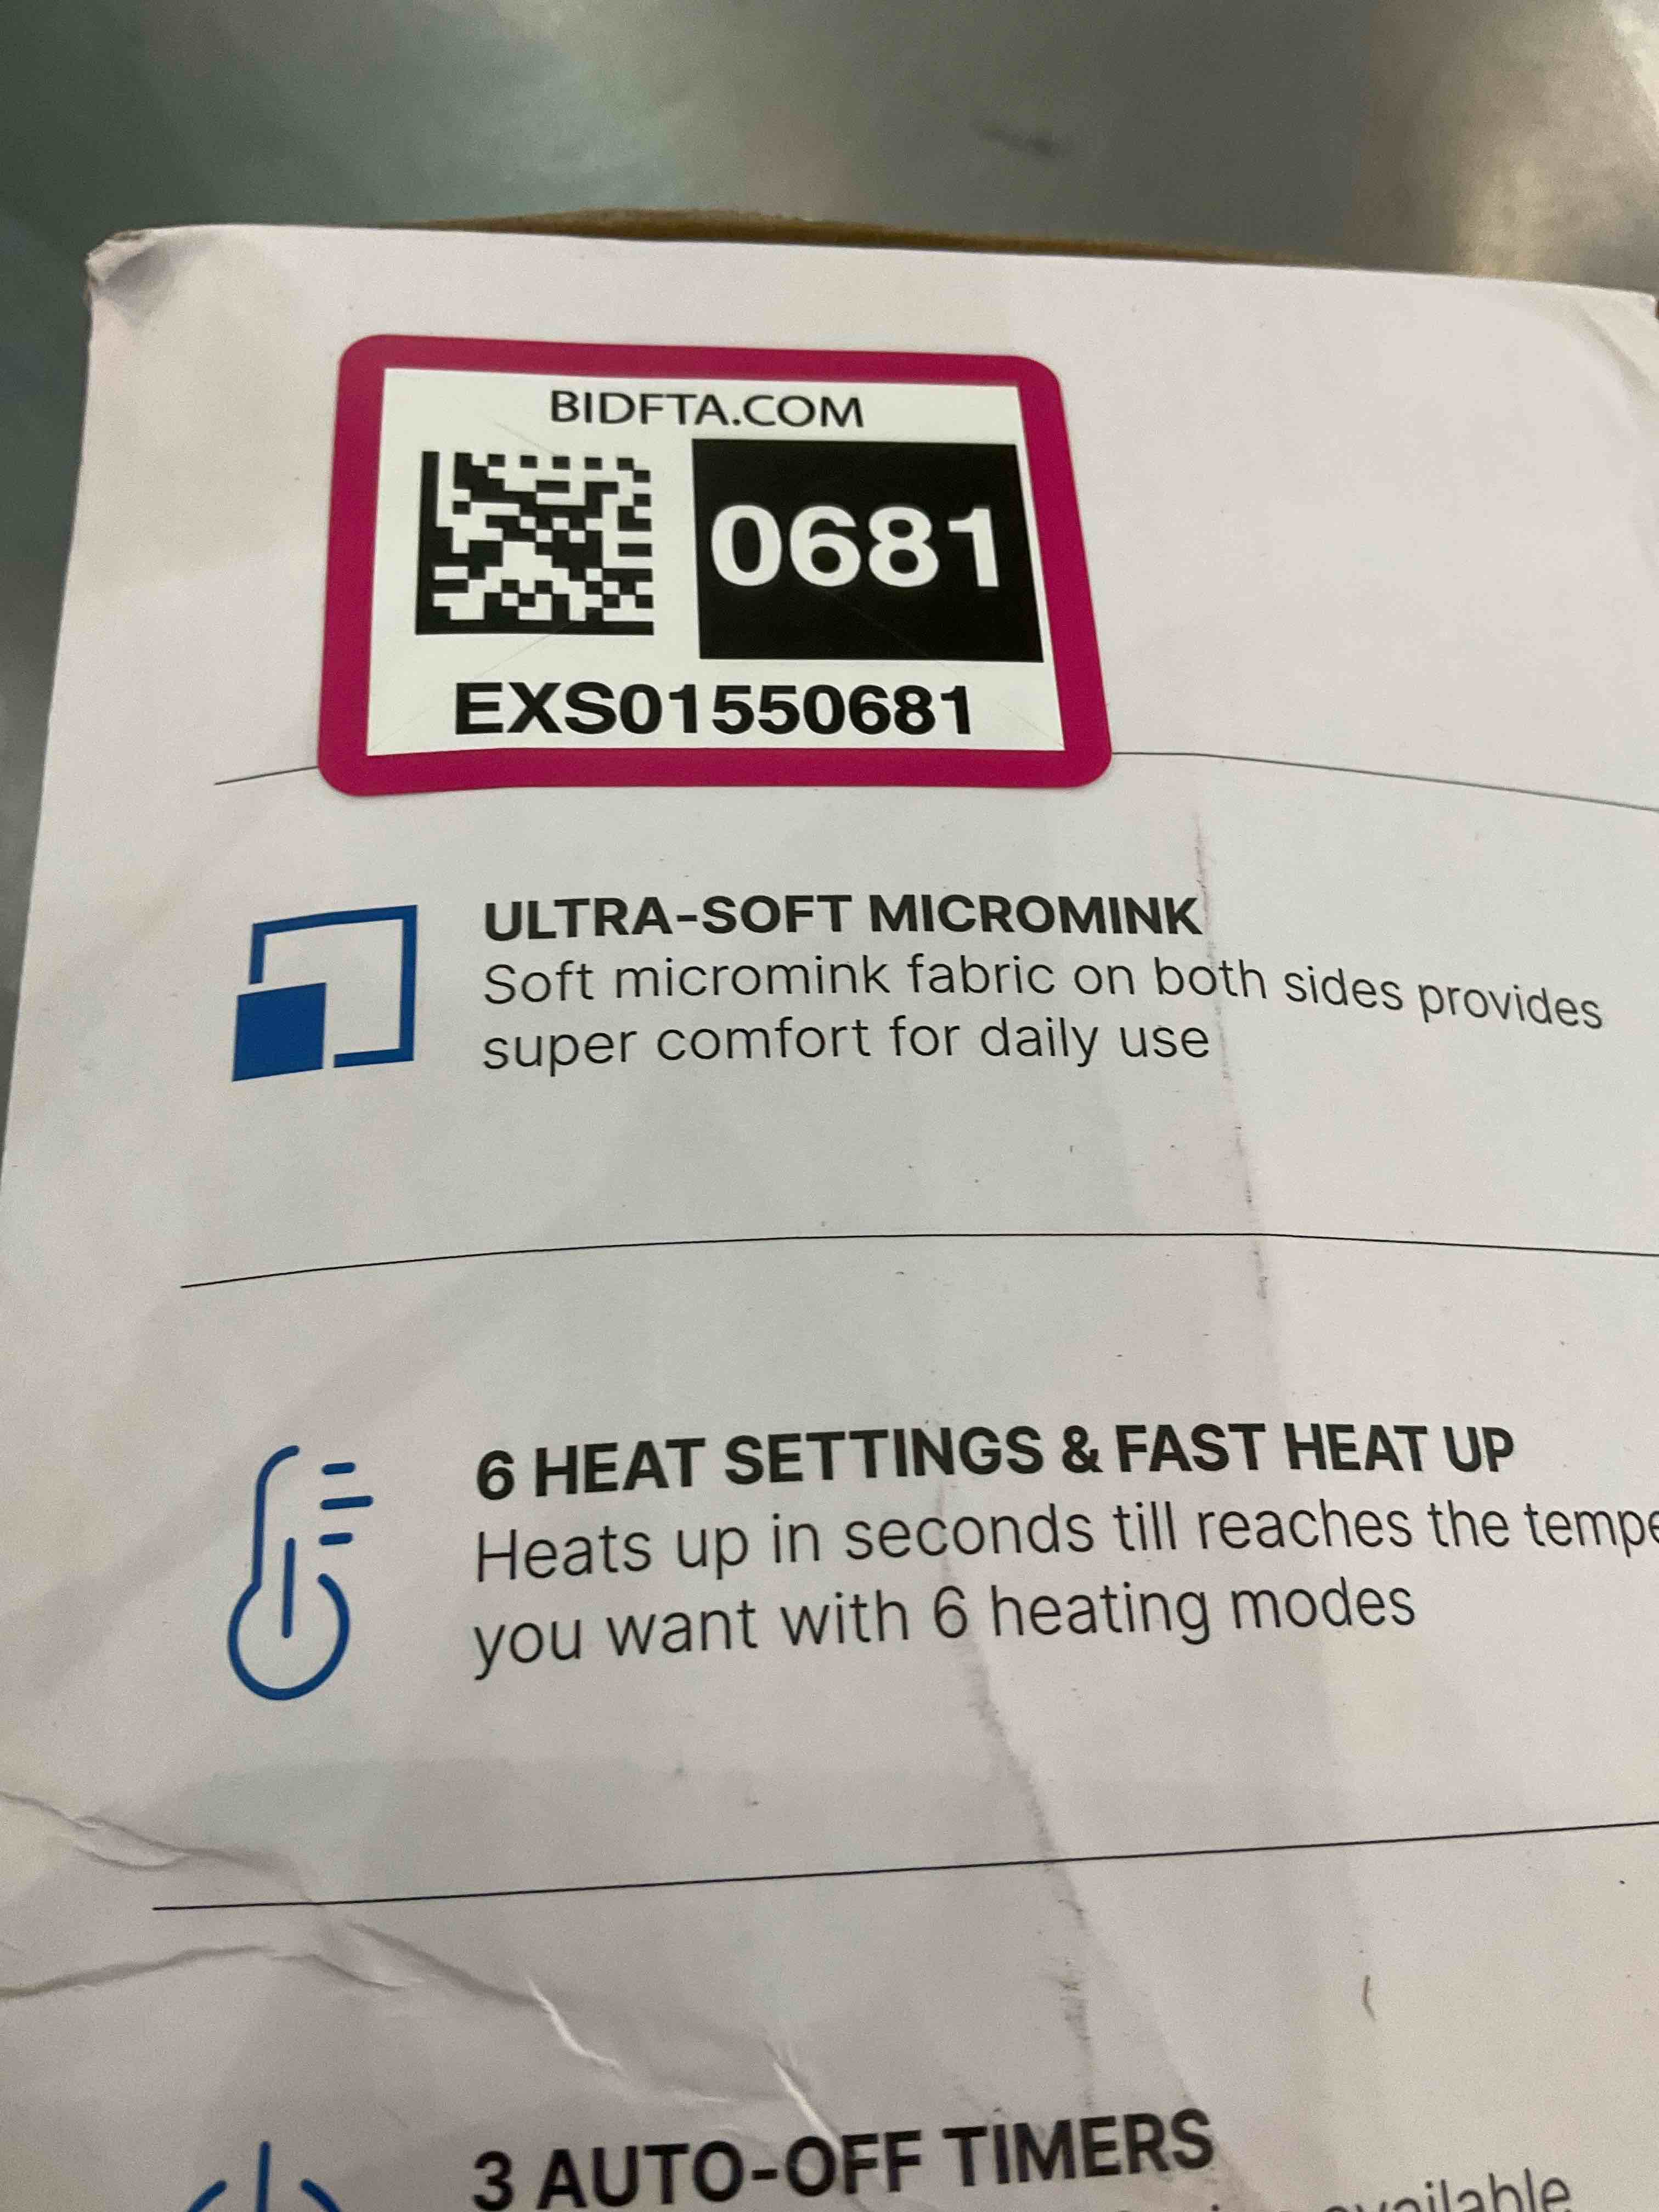 BIDFTA.COM
0681
EXS01550681
ULTRA-SOFT MICROMINK
Soft micromink fabric on both sides provides
super comfort for daily use
6 HEAT SETTINGS & FAST HEAT UP
Heats up in seconds till reaches the tempe
you want with 6 heating modes
3 AUTO-OFF TIMERS